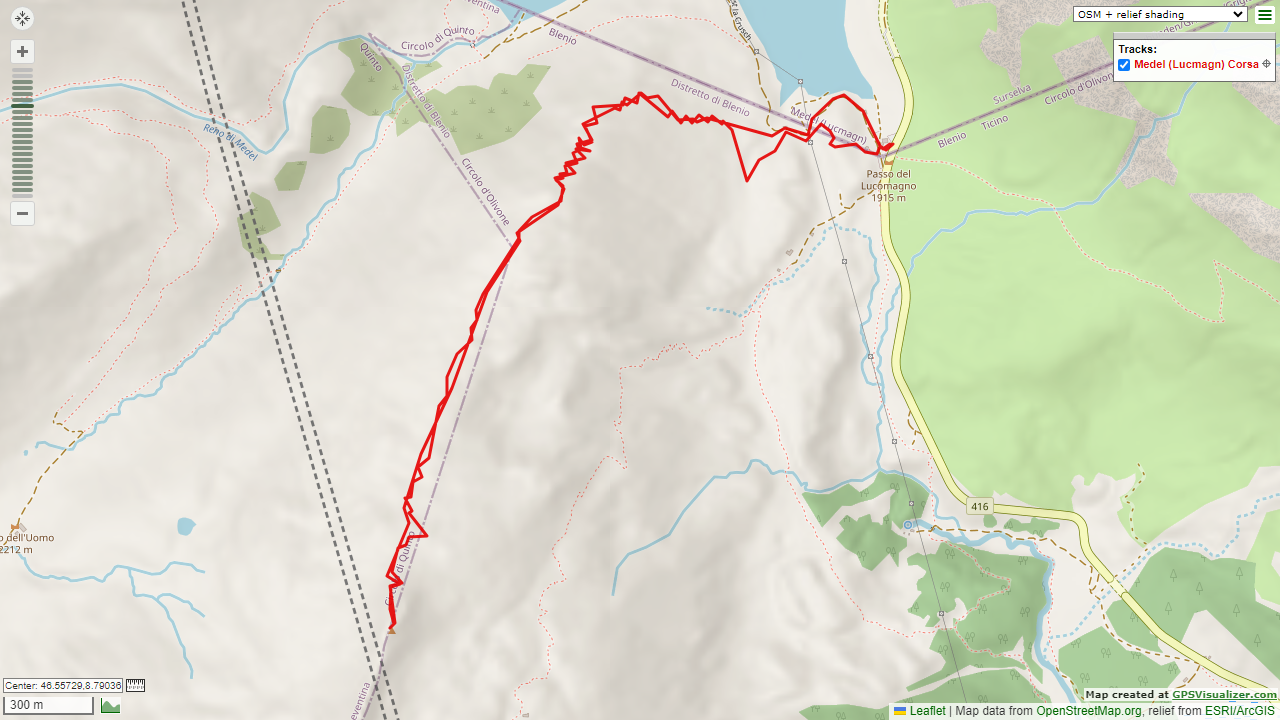 OSM + relief shading
Tracks:
Medel (Lucmagn) Corsa
Circolo di Quinto
Blenio
Quinto
Distretto di Blenio
Distretto di Blenio
Medel (Lucmagn)
Surselva
Circolo d'Olivone
Blenio
Ticino
Reno di Medel
Circolo d'Olivone
Passo del
Lucomagno
1915 m
416
o dell'Uomo
2212 m
di Quinto
Center: 46.55729,8.79036
300 m
Map created at GPSVisualizer.com
Leaflet | Map data from OpenStreetMap.org, relief from ESRI/ArcGIS